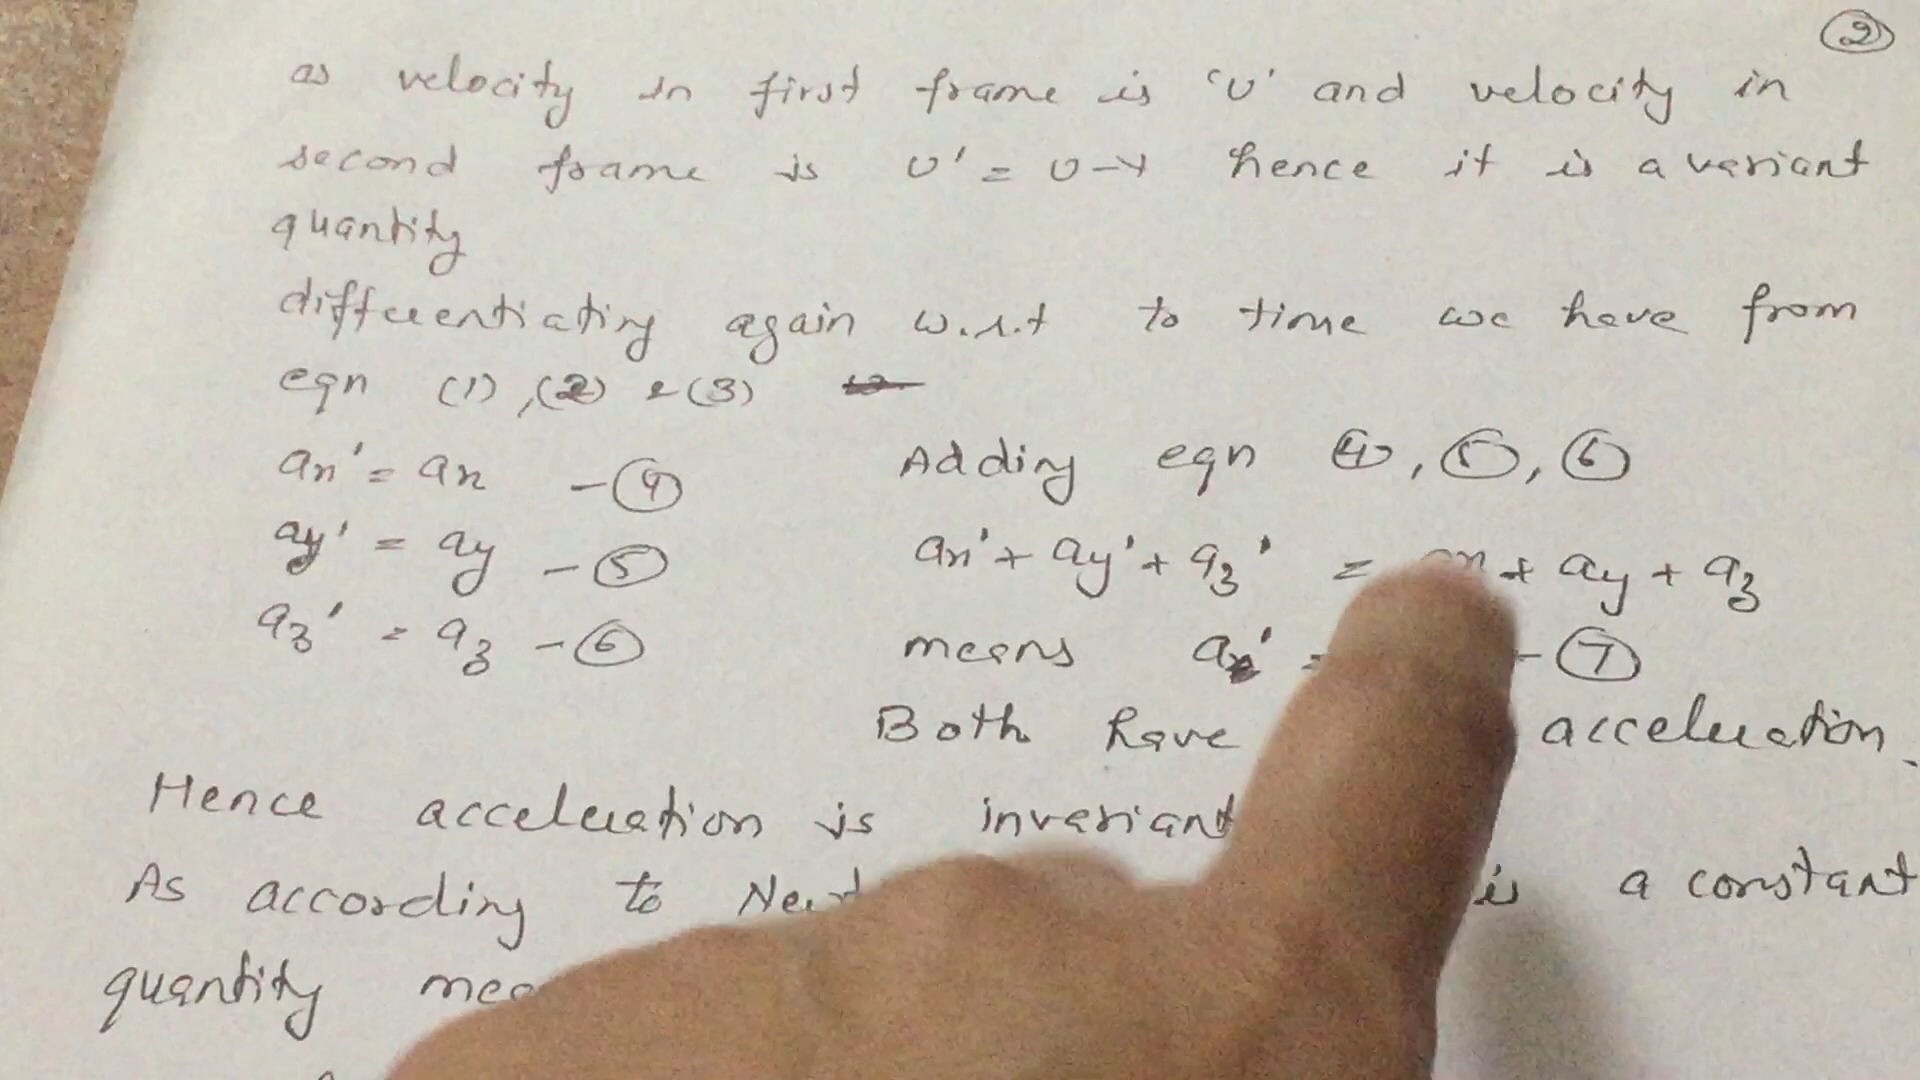 2
as velocity in first frame is 'v' and velocity in
second frame is v' = v-v hence it is a variant
quantity
differentiating again w.r.t to time we have from
eqn (1), (2) & (3)
ax' = ax - 4
ay' = ay - 5
az' = az - 6
Adding eqn 4, 5, 6
ax' + ay' + az' = ax + ay + az
means a' = - 7
Both have acceleration.
Hence acceleration is invariant
As according to is a constant
quantity